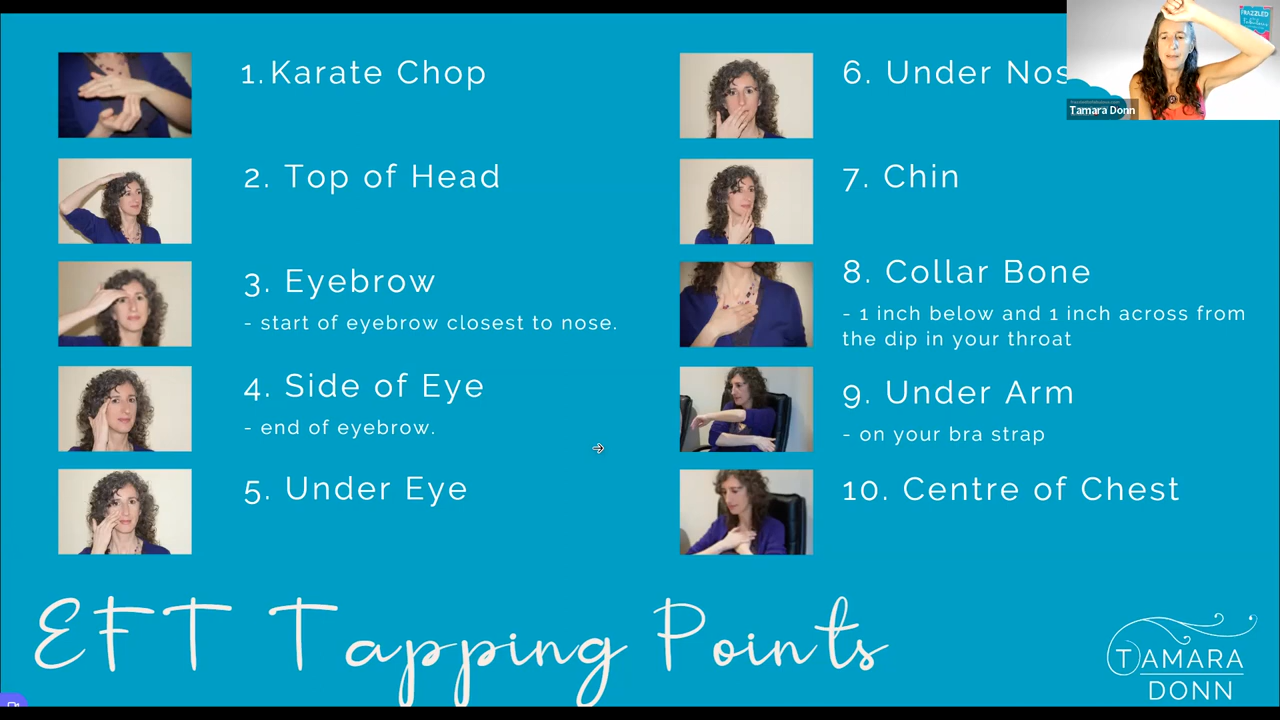 1. Karate Chop
2. Top of Head
3. Eyebrow
- start of eyebrow closest to nose.
4. Side of Eye
- end of eyebrow.
5. Under Eye
6. Under Nos
7. Chin
8. Collar Bone
- 1 inch below and 1 inch across from
the dip in your throat
9. Under Arm
- on your bra strap
10. Centre of Chest
EFT Tapping Points
TAMARA
DONN
FRAZZLED
Fabulous
Tamara Donn